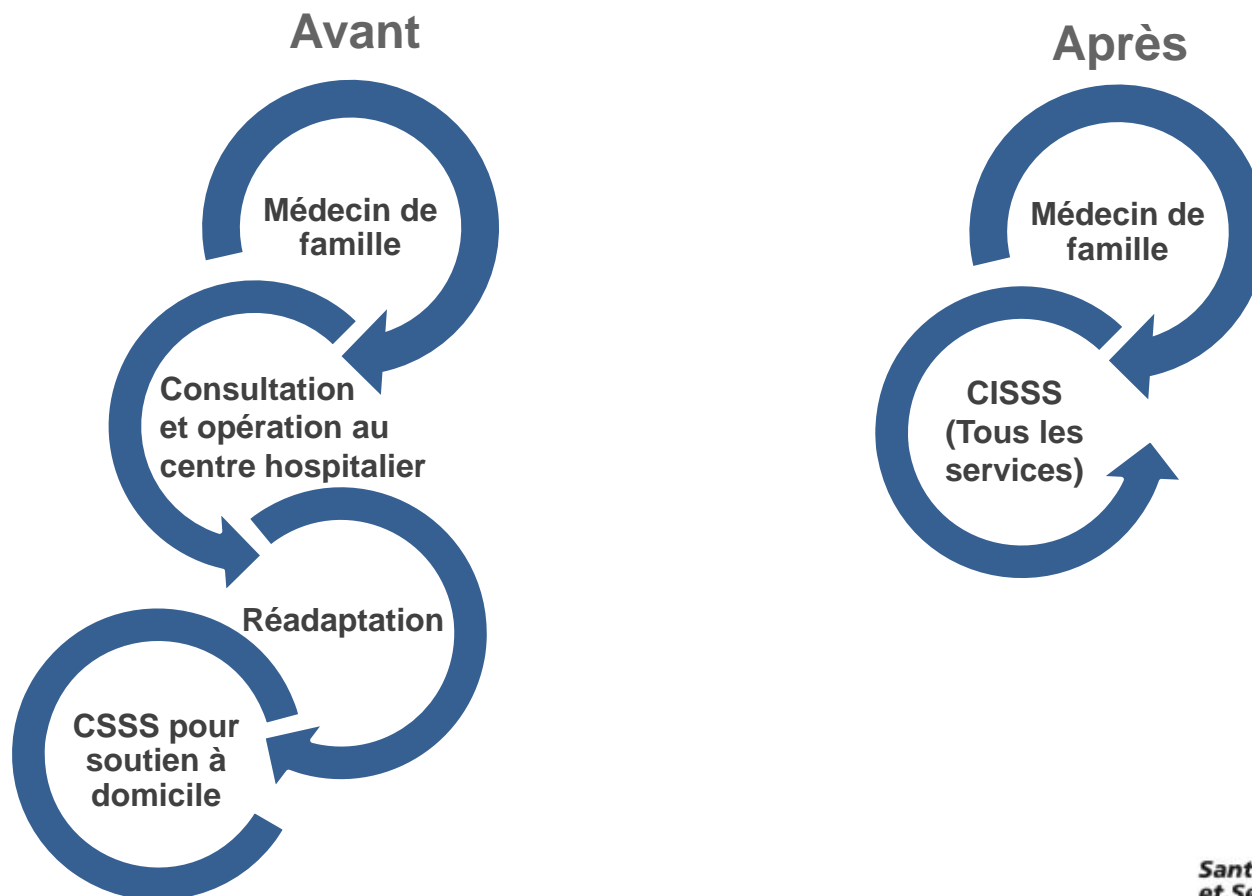 Avant
Médecin de
famille
Consultation
et opération au
centre hospitalier
Réadaptation
CSSS pour
soutien à
domicile
Après
Médecin de
famille
CISSS
(Tous les
services)
et